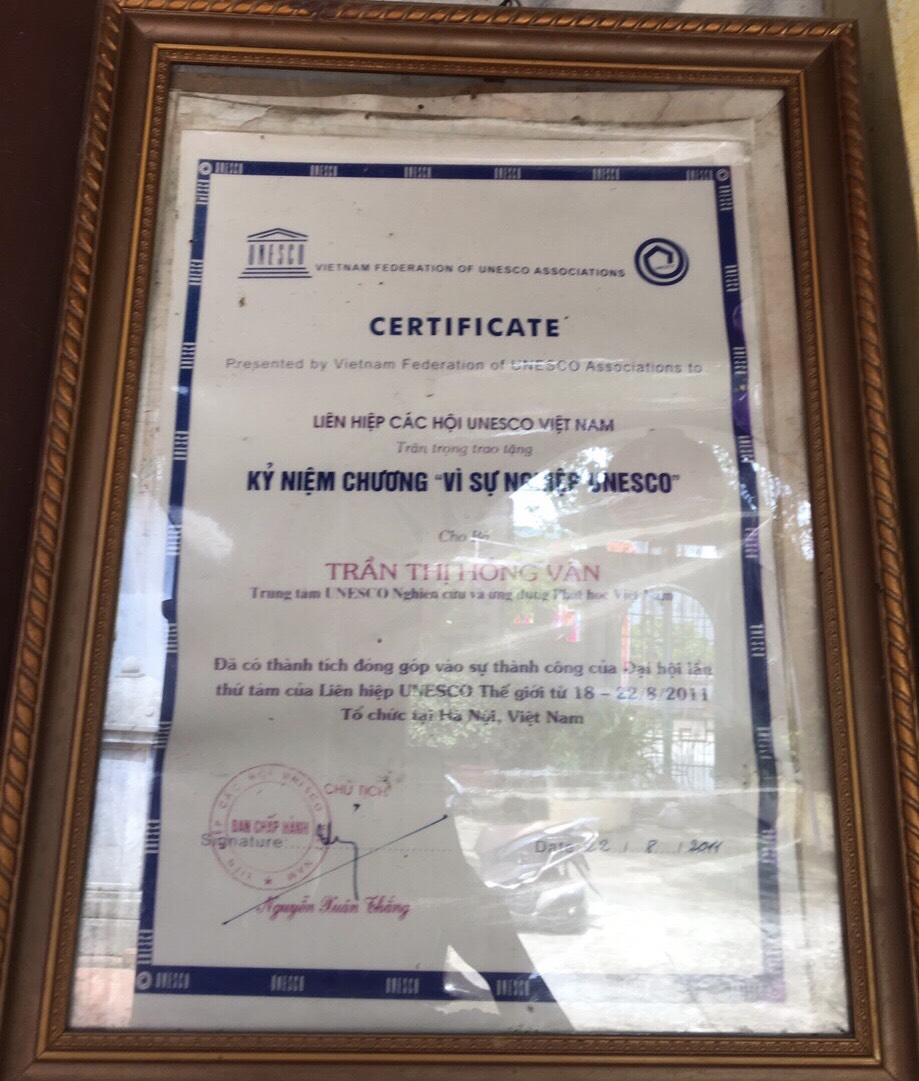 UNESCO
VIETNAM FEDERATION OF UNESCO ASSOCIATIONS
CERTIFICATE
Presented by Vietnam Federation of UNESCO Associations to
LIÊN HIỆP CÁC HỘI UNESCO VIỆT NAM
Trân trọng trao tặng
KỶ NIỆM CHƯƠNG "VÌ SỰ NGHIỆP UNESCO"
Cho Bà
TRẦN THỊ HỒNG VÂN
Trung tâm UNESCO Nghiên cứu và ứng dụng Phật học Việt Nam
Đã có thành tích đóng góp vào sự thành công của Đại hội lần
thứ tám của Liên hiệp UNESCO Thế giới từ 18 - 22/8/2011
Tổ chức tại Hà Nội, Việt Nam
CHỦ TỊCH
BAN CHẤP HÀNH
Signature: Date: 22 / 8 / 2011
Nguyễn Xuân Thắng